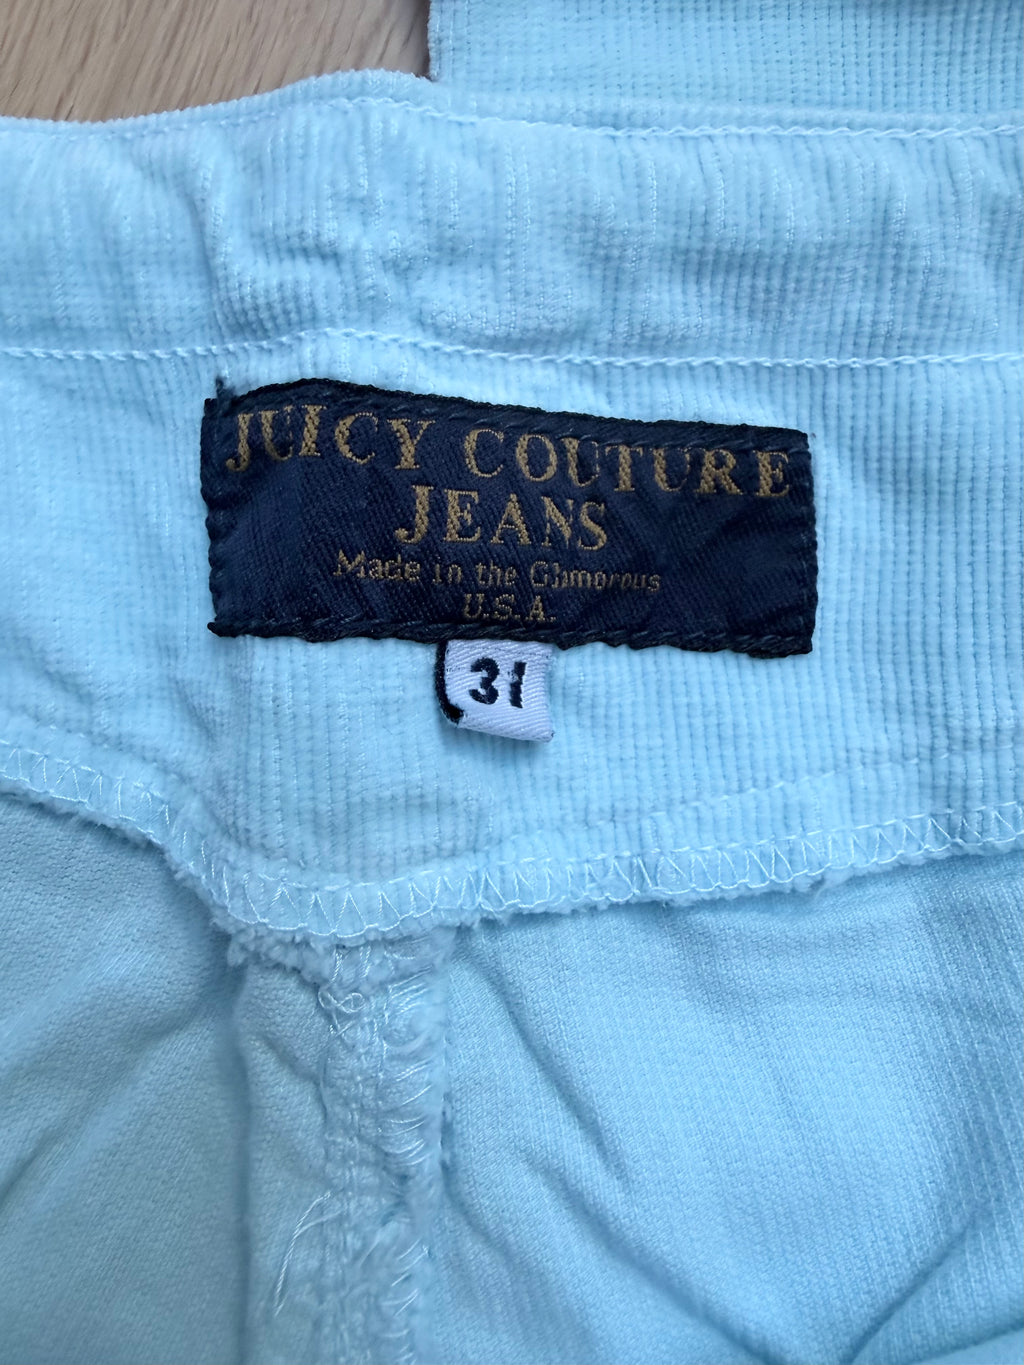 JUICY COUTURE
JEANS
Made in the Glamorous
U.S.A.
31